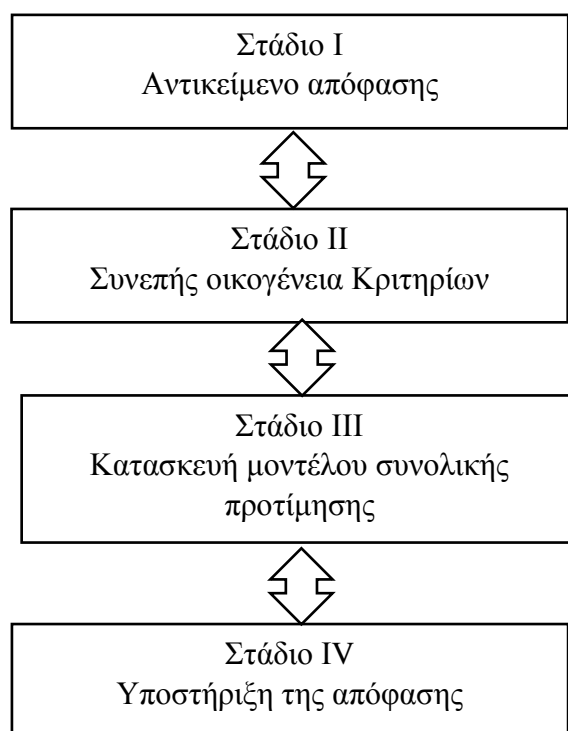 Στάδιο I
Αντικείμενο απόφασης
Στάδιο II
Συνεπής οικογένεια Κριτηρίων
Στάδιο III
Κατασκευή μοντέλου συνολικής
προτίμησης
Στάδιο IV
Υποστήριξη της απόφασης